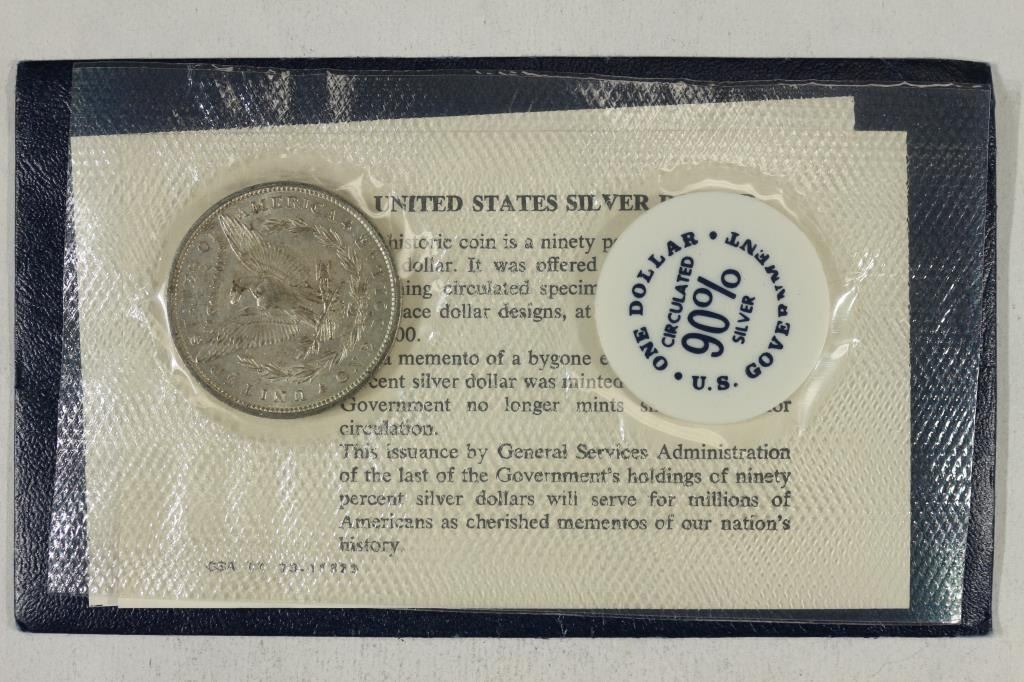 UNITED STATES SILVER
historic coin is a ninety
dollar. It was offered
circulated
dollar designs, at
00.
a memento of a bygone
cent silver dollar was minted
Government no longer mints
circulation.
This issuance by General Services Administration
of the last of the Government's holdings of ninety
percent silver dollars will serve for millions of
Americans as cherished mementos of our nation's
history.
ONE DOLLAR •
U.S. GOVERNMENT •
CIRCULATED
90%
SILVER
AMERICA
UNIT